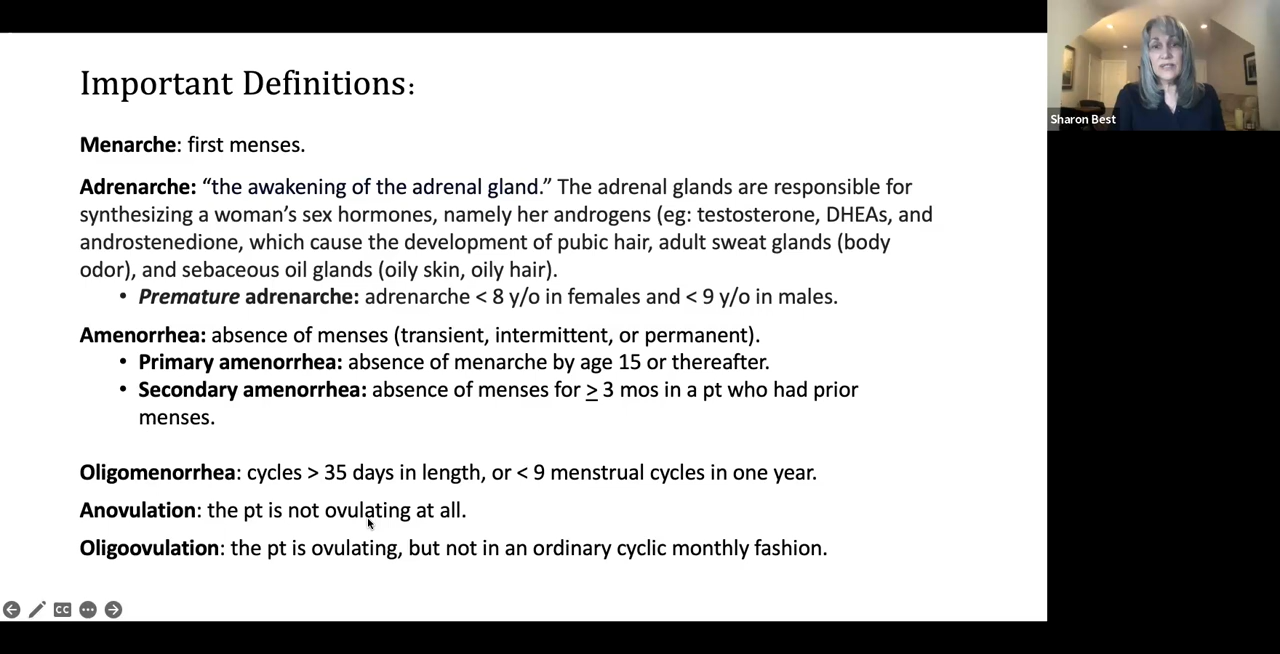 Important Definitions:
Menarche: first menses.
Adrenarche: “the awakening of the adrenal gland.” The adrenal glands are responsible for
synthesizing a woman’s sex hormones, namely her androgens (eg: testosterone, DHEAs, and
androstenedione, which cause the development of pubic hair, adult sweat glands (body
odor), and sebaceous oil glands (oily skin, oily hair).
• Premature adrenarche: adrenarche < 8 y/o in females and < 9 y/o in males.
Amenorrhea: absence of menses (transient, intermittent, or permanent).
• Primary amenorrhea: absence of menarche by age 15 or thereafter.
• Secondary amenorrhea: absence of menses for > 3 mos in a pt who had prior
menses.
Oligomenorrhea: cycles > 35 days in length, or < 9 menstrual cycles in one year.
Anovulation: the pt is not ovulating at all.
Oligoovulation: the pt is ovulating, but not in an ordinary cyclic monthly fashion.
CC
Sharon Best